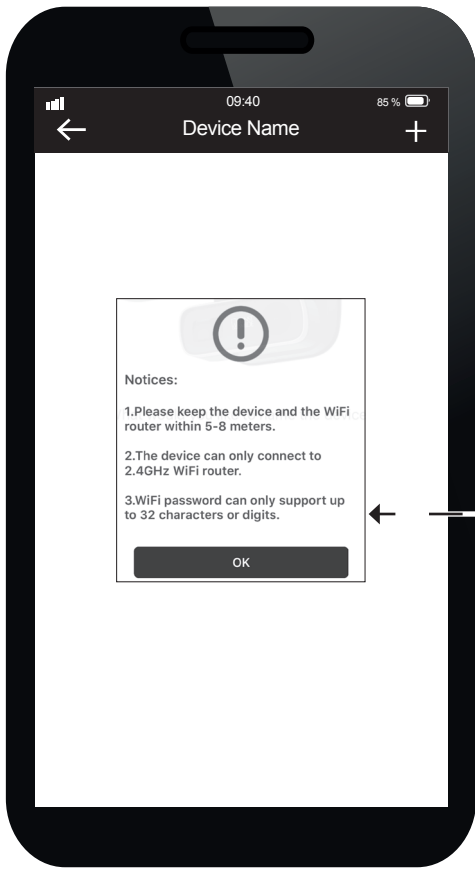 09:40
85 %
Device Name
Notices:
1.Please keep the device and the WiFi
router within 5-8 meters.
2.The device can only connect to
2.4GHz WiFi router.
3.WiFi password can only support up
to 32 characters or digits.
OK